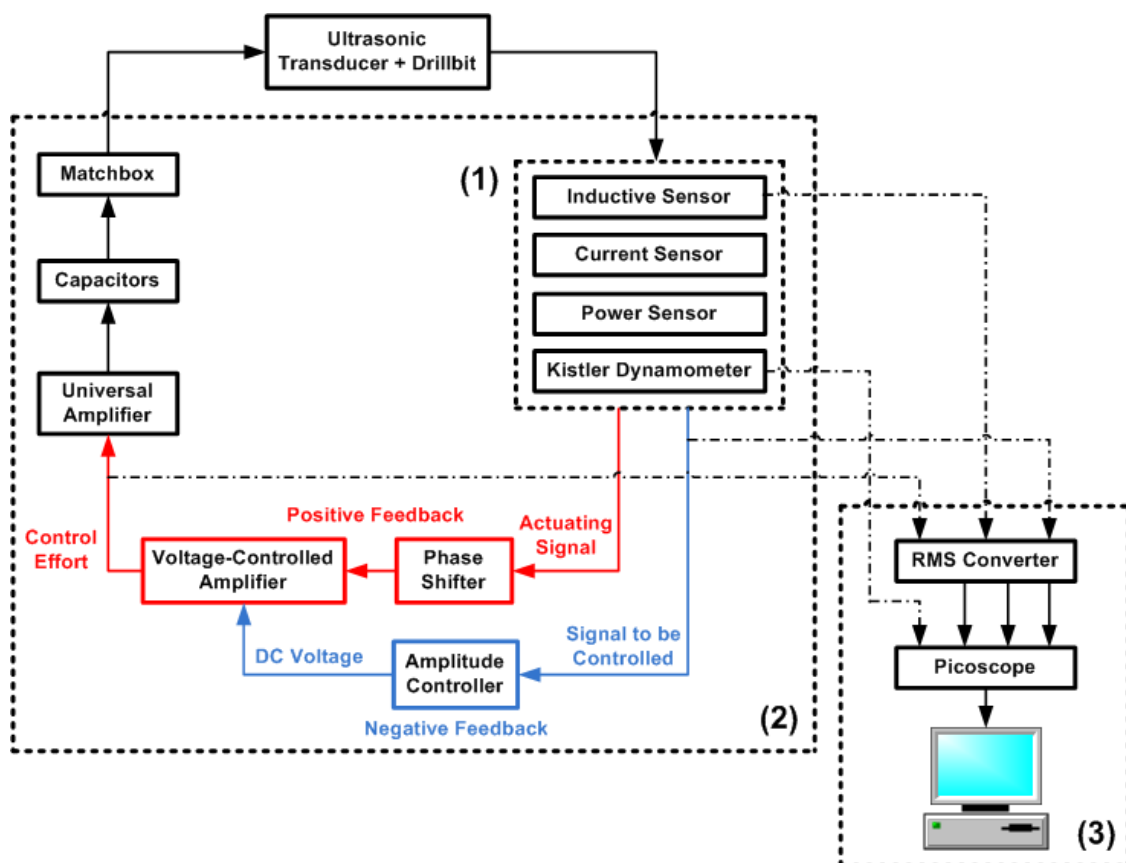 Ultrasonic
Transducer + Drillbit
Matchbox
(1)
Inductive Sensor
Current Sensor
Capacitors
Power Sensor
Kistler Dynamometer
Universal
Amplifier
Positive Feedback
Actuating
Signal
Control
Effort
Voltage-Controlled
Amplifier
Phase
Shifter
RMS Converter
Signal to be
Controlled
DC Voltage
Amplitude
Controller
Picoscope
Negative Feedback
(2)
(3)